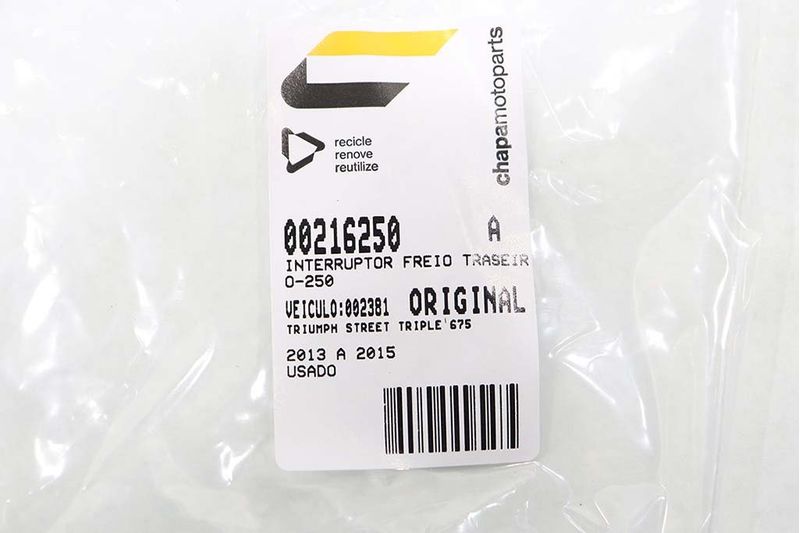 chapamotoparts
recicle
renove
reutilize
00216250 A
INTERRUPTOR FREIO TRASEIR
O-250
VEICULO:002381 ORIGINAL
TRIUMPH STREET TRIPLE 675
2013 A 2015
USADO